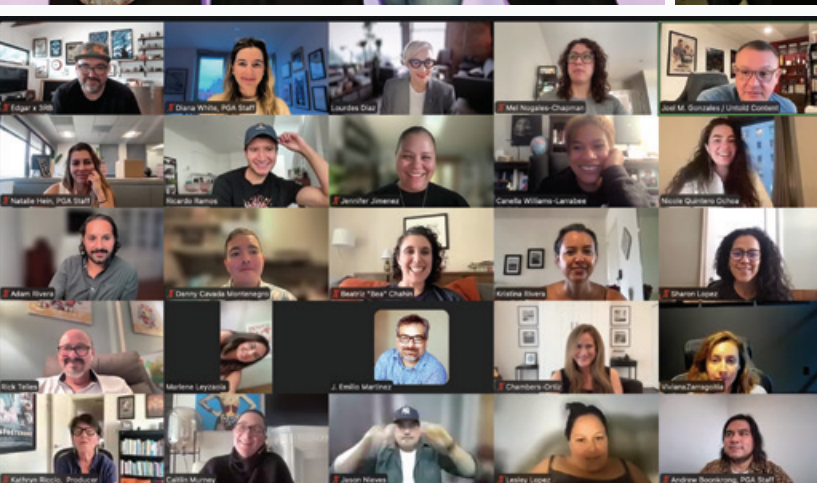 Edgar x SRB
Diana White, PGA Staff
Lourdes Diaz
Mel Nogales-Chapman
Joel M. Gonzales / Untold Content
Natalie Hein, PGA Staff
Ricardo Ramos
Jennifer Jimenez
Canella Williams-Larrabee
Nicole Quintero Ochoa
Adam Rivera
Danny Cavada Montenegro
Beatriz "Bea" Chahin
Kristina Rivera
Sharon Lopez
Rick Telles
Marlene Leyzaola
J. Emilio Martinez
Chambers-Ortiz
VivianaZarragoitia
Kathryn Riccio, Producer
Caitlin Murney
Jeson Nieves
Lesley Lopez
Andrew Boonkrong, PGA Staff